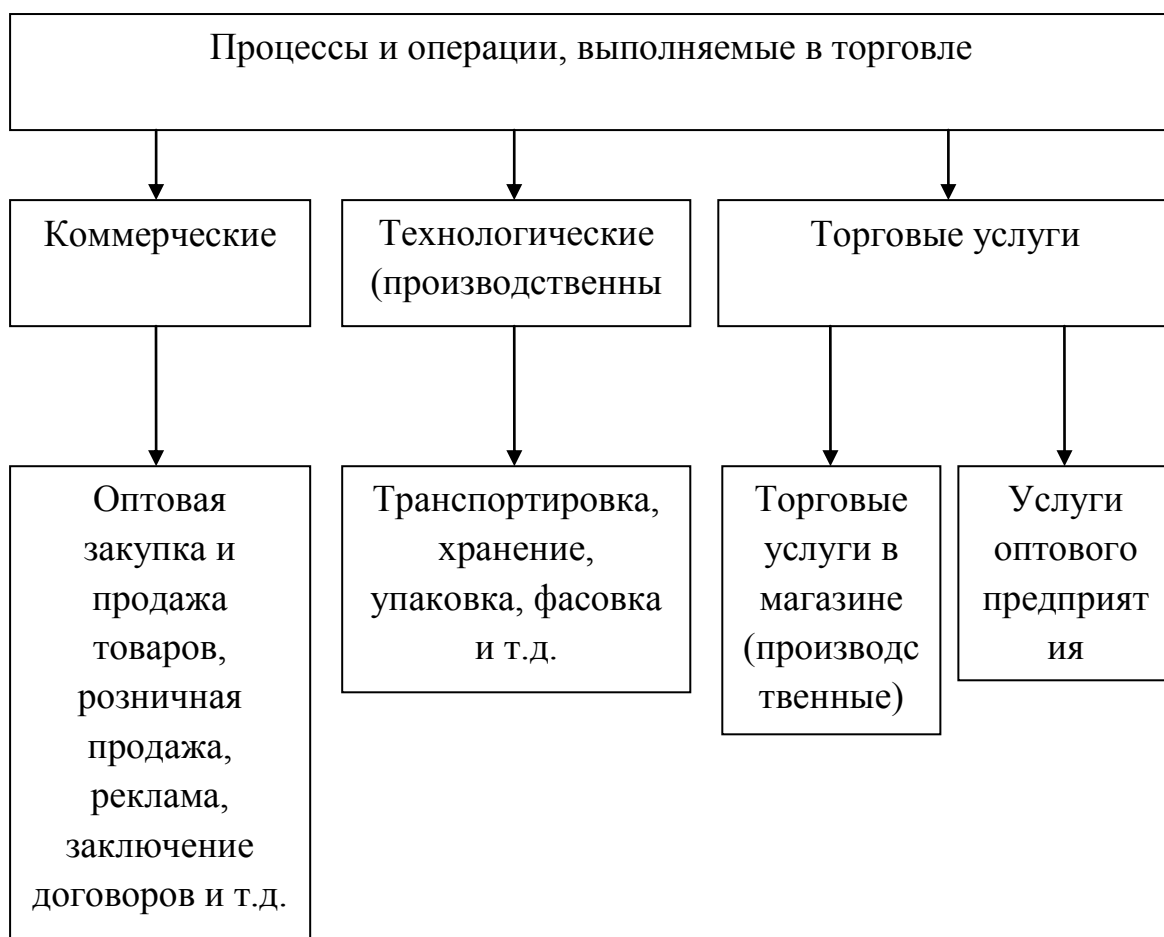 Процессы и операции, выполняемые в торговле
Коммерческие
Технологические
(производственны
Торговые услуги
Оптовая
закупка и
продажа
товаров,
розничная
продажа,
реклама,
заключение
договоров и т.д.
Транспортировка,
хранение,
упаковка, фасовка
и т.д.
Торговые
услуги в
магазине
(производс
твенные)
Услуги
оптового
предприят
ия